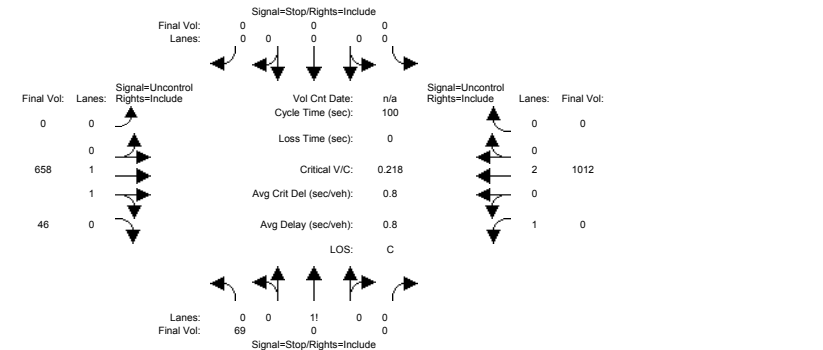 Signal=Stop/Rights=Include
Final Vol: 0 0 0
Lanes: 0 0 0 0 0
Signal=Uncontrol Signal=Uncontrol
Final Vol: Lanes: Rights=Include Vol Cnt Date: n/a Rights=Include Lanes: Final Vol:
Cycle Time (sec): 100
0 0 0 0
Loss Time (sec): 0
0 0
658 1 Critical V/C: 0.218 2 1012
1 Avg Crit Del (sec/veh): 0.8 0
46 0 Avg Delay (sec/veh): 0.8 1 0
LOS: C
Lanes: 0 0 1! 0 0
Final Vol: 69 0 0
Signal=Stop/Rights=Include